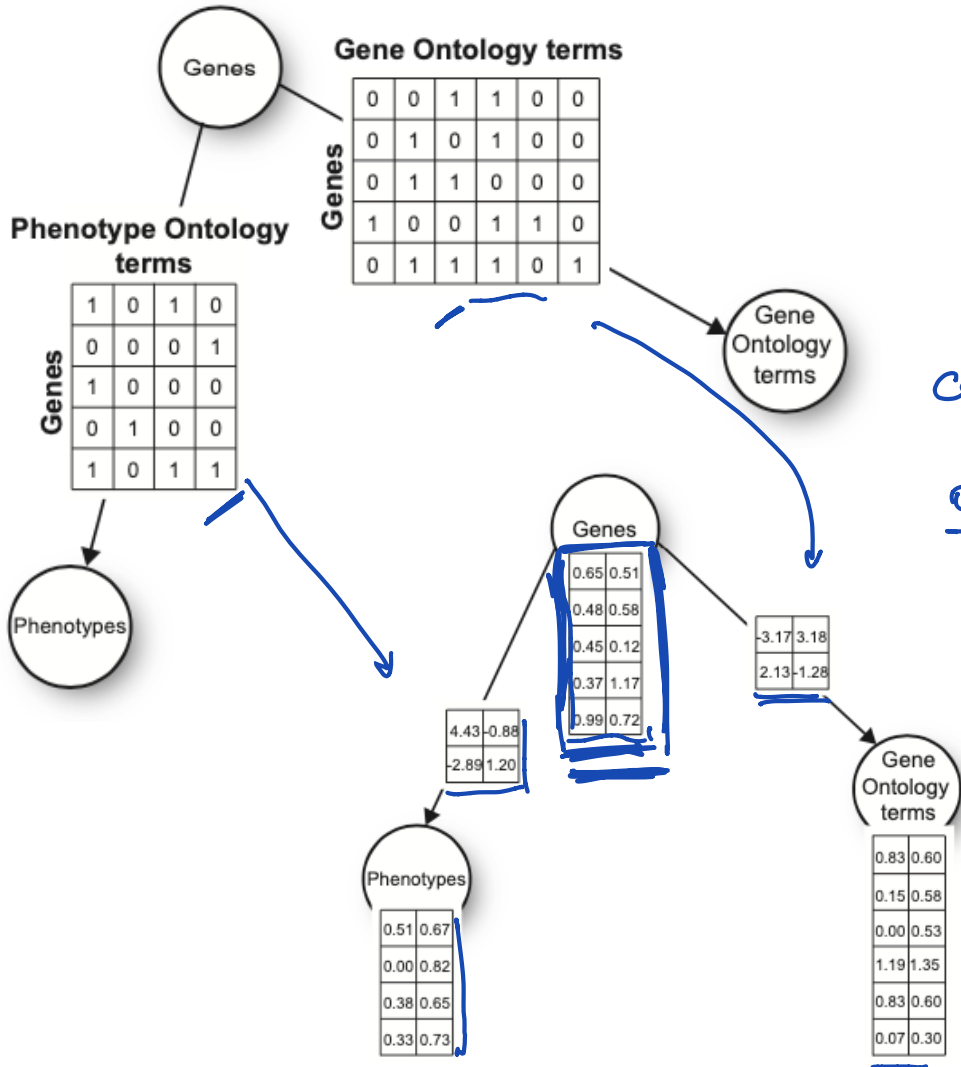 Genes
Gene Ontology terms
Genes
0 0 1 1 0 0
0 1 0 1 0 0
0 1 1 0 0 0
1 0 0 1 1 0
0 1 1 1 0 1
Phenotype Ontology
terms
Genes
1 0 1 0
0 0 0 1
1 0 0 0
0 1 0 0
1 0 1 1
Gene
Ontology
terms
Phenotypes
Genes
0.65 0.51
0.48 0.58
0.45 0.12
0.37 1.17
0.99 0.72
-3.17 3.18
2.13 -1.28
4.43 -0.88
-2.89 1.20
Phenotypes
0.51 0.67
0.00 0.82
0.38 0.65
0.33 0.73
Gene
Ontology
terms
0.83 0.60
0.15 0.58
0.00 0.53
1.19 1.35
0.83 0.60
0.07 0.30